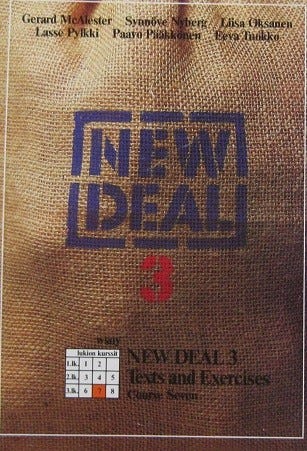 Gerard McAlester Synnöve Nyberg Liisa Oksanen
Lasse Pylkki Paavo Pääkkönen Eeva Tuokko
NEW
DEAL
3
wsoy
lukion kurssit
1.lk. 1 2
2.lk. 3 4 5
3.lk. 6 7 8
NEW DEAL 3
Texts and Exercises
Course Seven